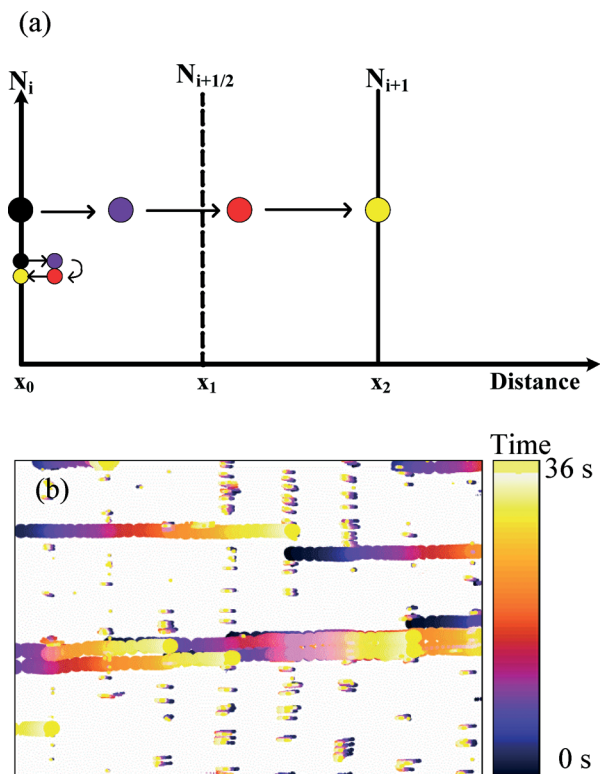 (a)
Nᵢ
Nᵢ₊₁/₂
Nᵢ₊₁
x₀
x₁
x₂
Distance
Time
(b)
36 s
0 s